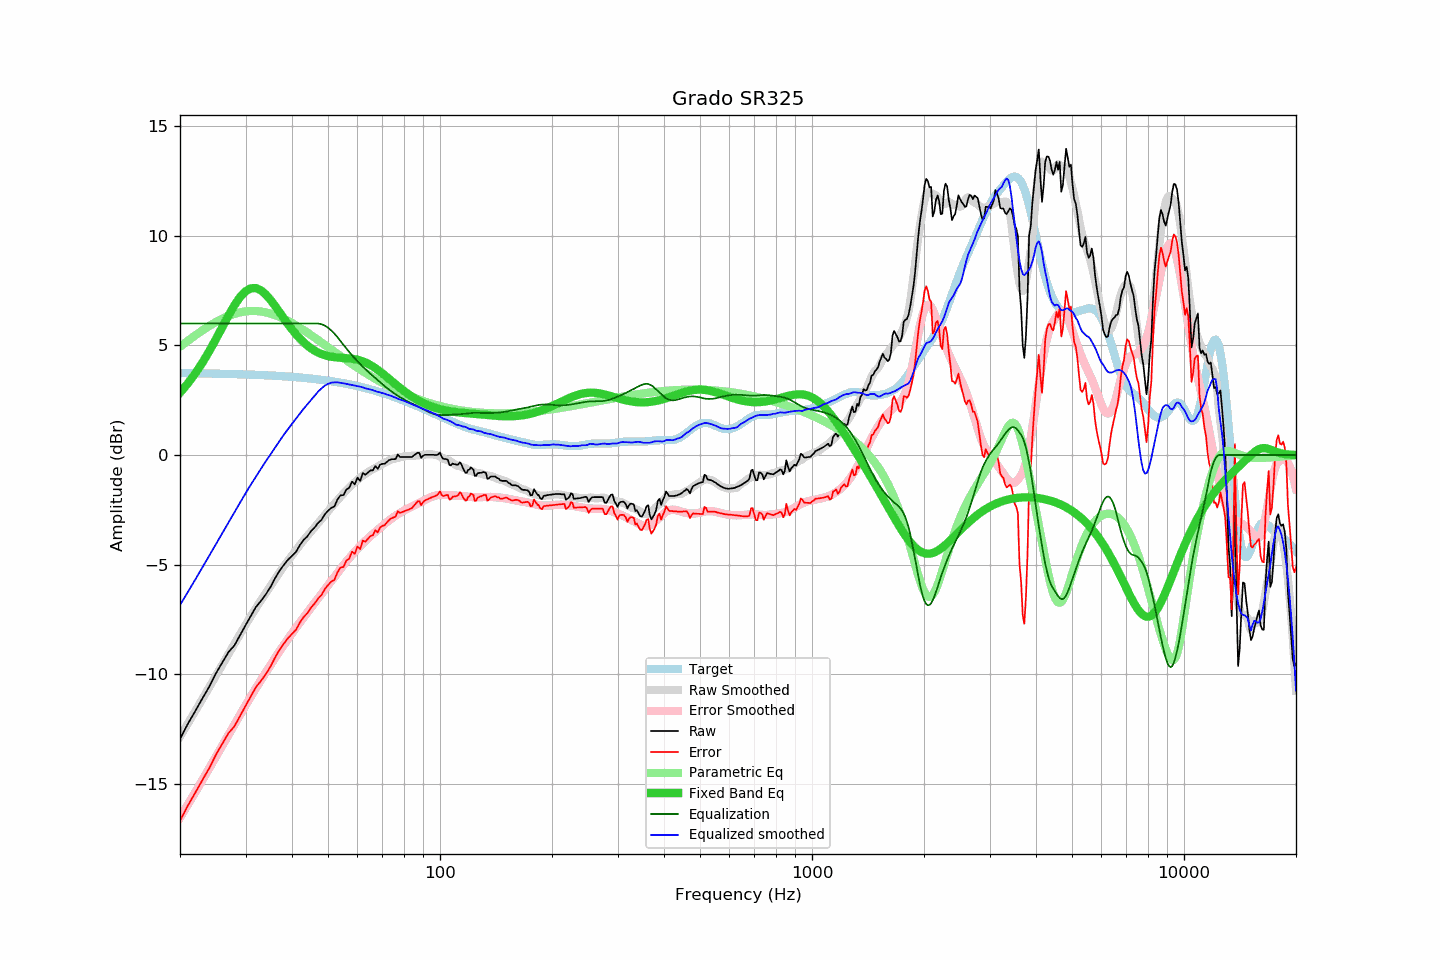 Grado SR325
15
10
5
0
−5
−10
−15
Amplitude (dBr)
Target
Raw Smoothed
Error Smoothed
Raw
Error
Parametric Eq
Fixed Band Eq
Equalization
Equalized smoothed
100
1000
10000
Frequency (Hz)